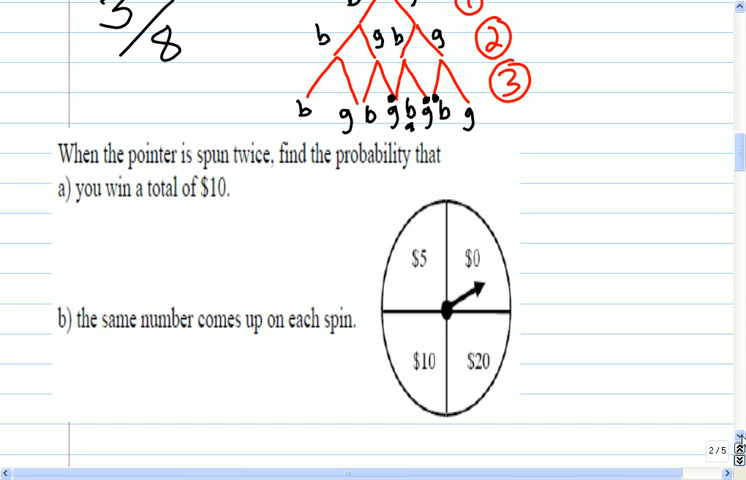 3/8
b g b g
②
b g b g b g b g
③
When the pointer is spun twice, find the probability that
a) you win a total of $10.
$5 $0
b) the same number comes up on each spin.
$10 $20
2/5